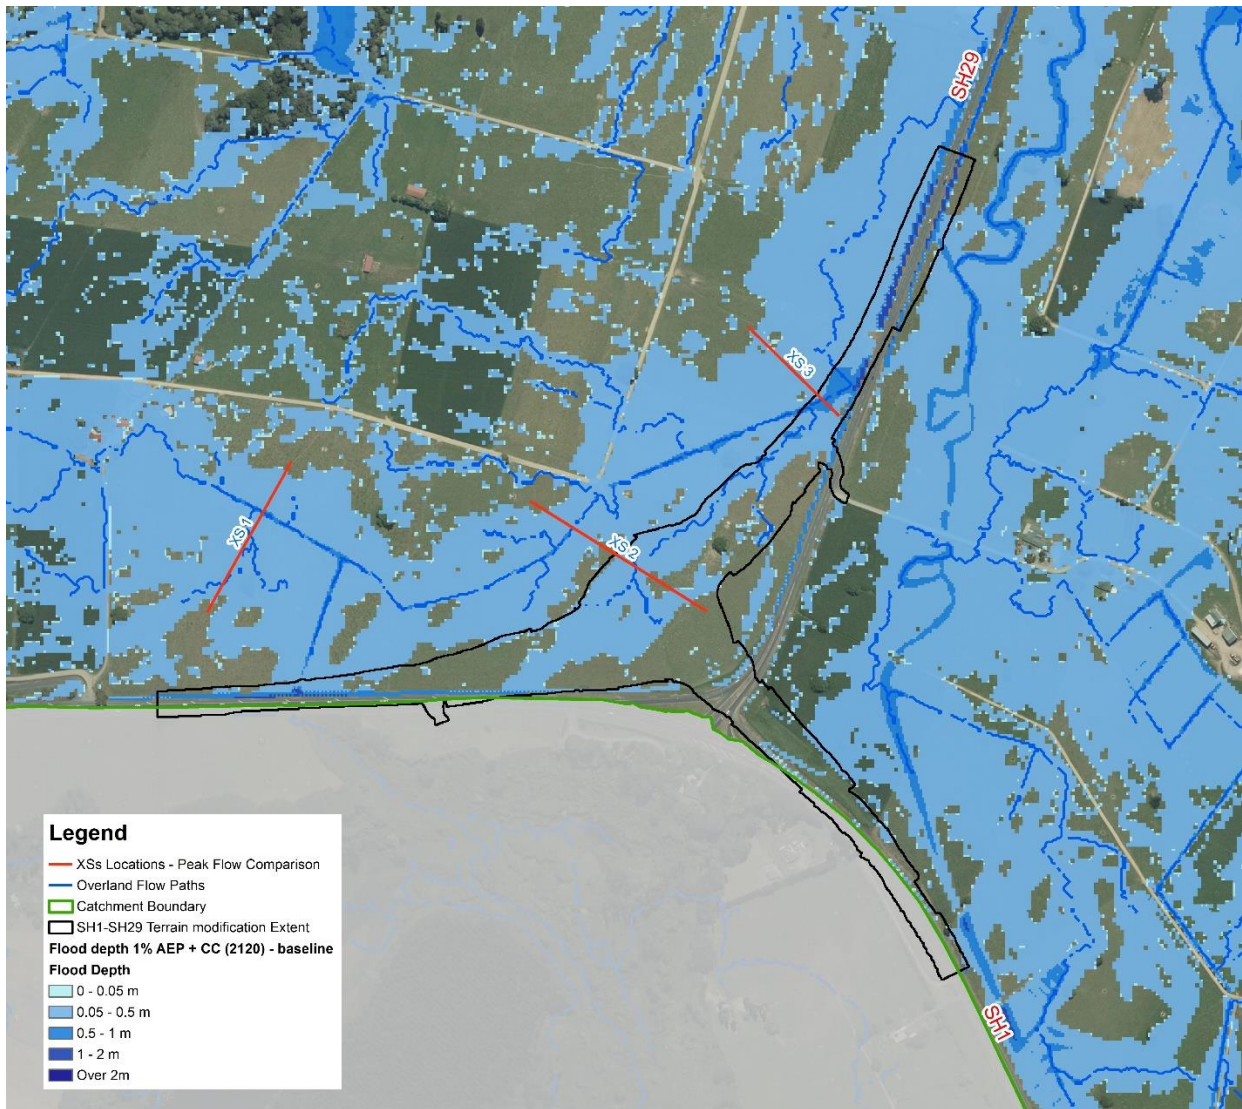 SH29
XS 3
XS 1
XS 2
SH1
Legend
XSs Locations - Peak Flow Comparison
Overland Flow Paths
Catchment Boundary
SH1-SH29 Terrain modification Extent
Flood depth 1% AEP + CC (2120) - baseline
Flood Depth
0 - 0.05 m
0.05 - 0.5 m
0.5 - 1 m
1 - 2 m
Over 2m